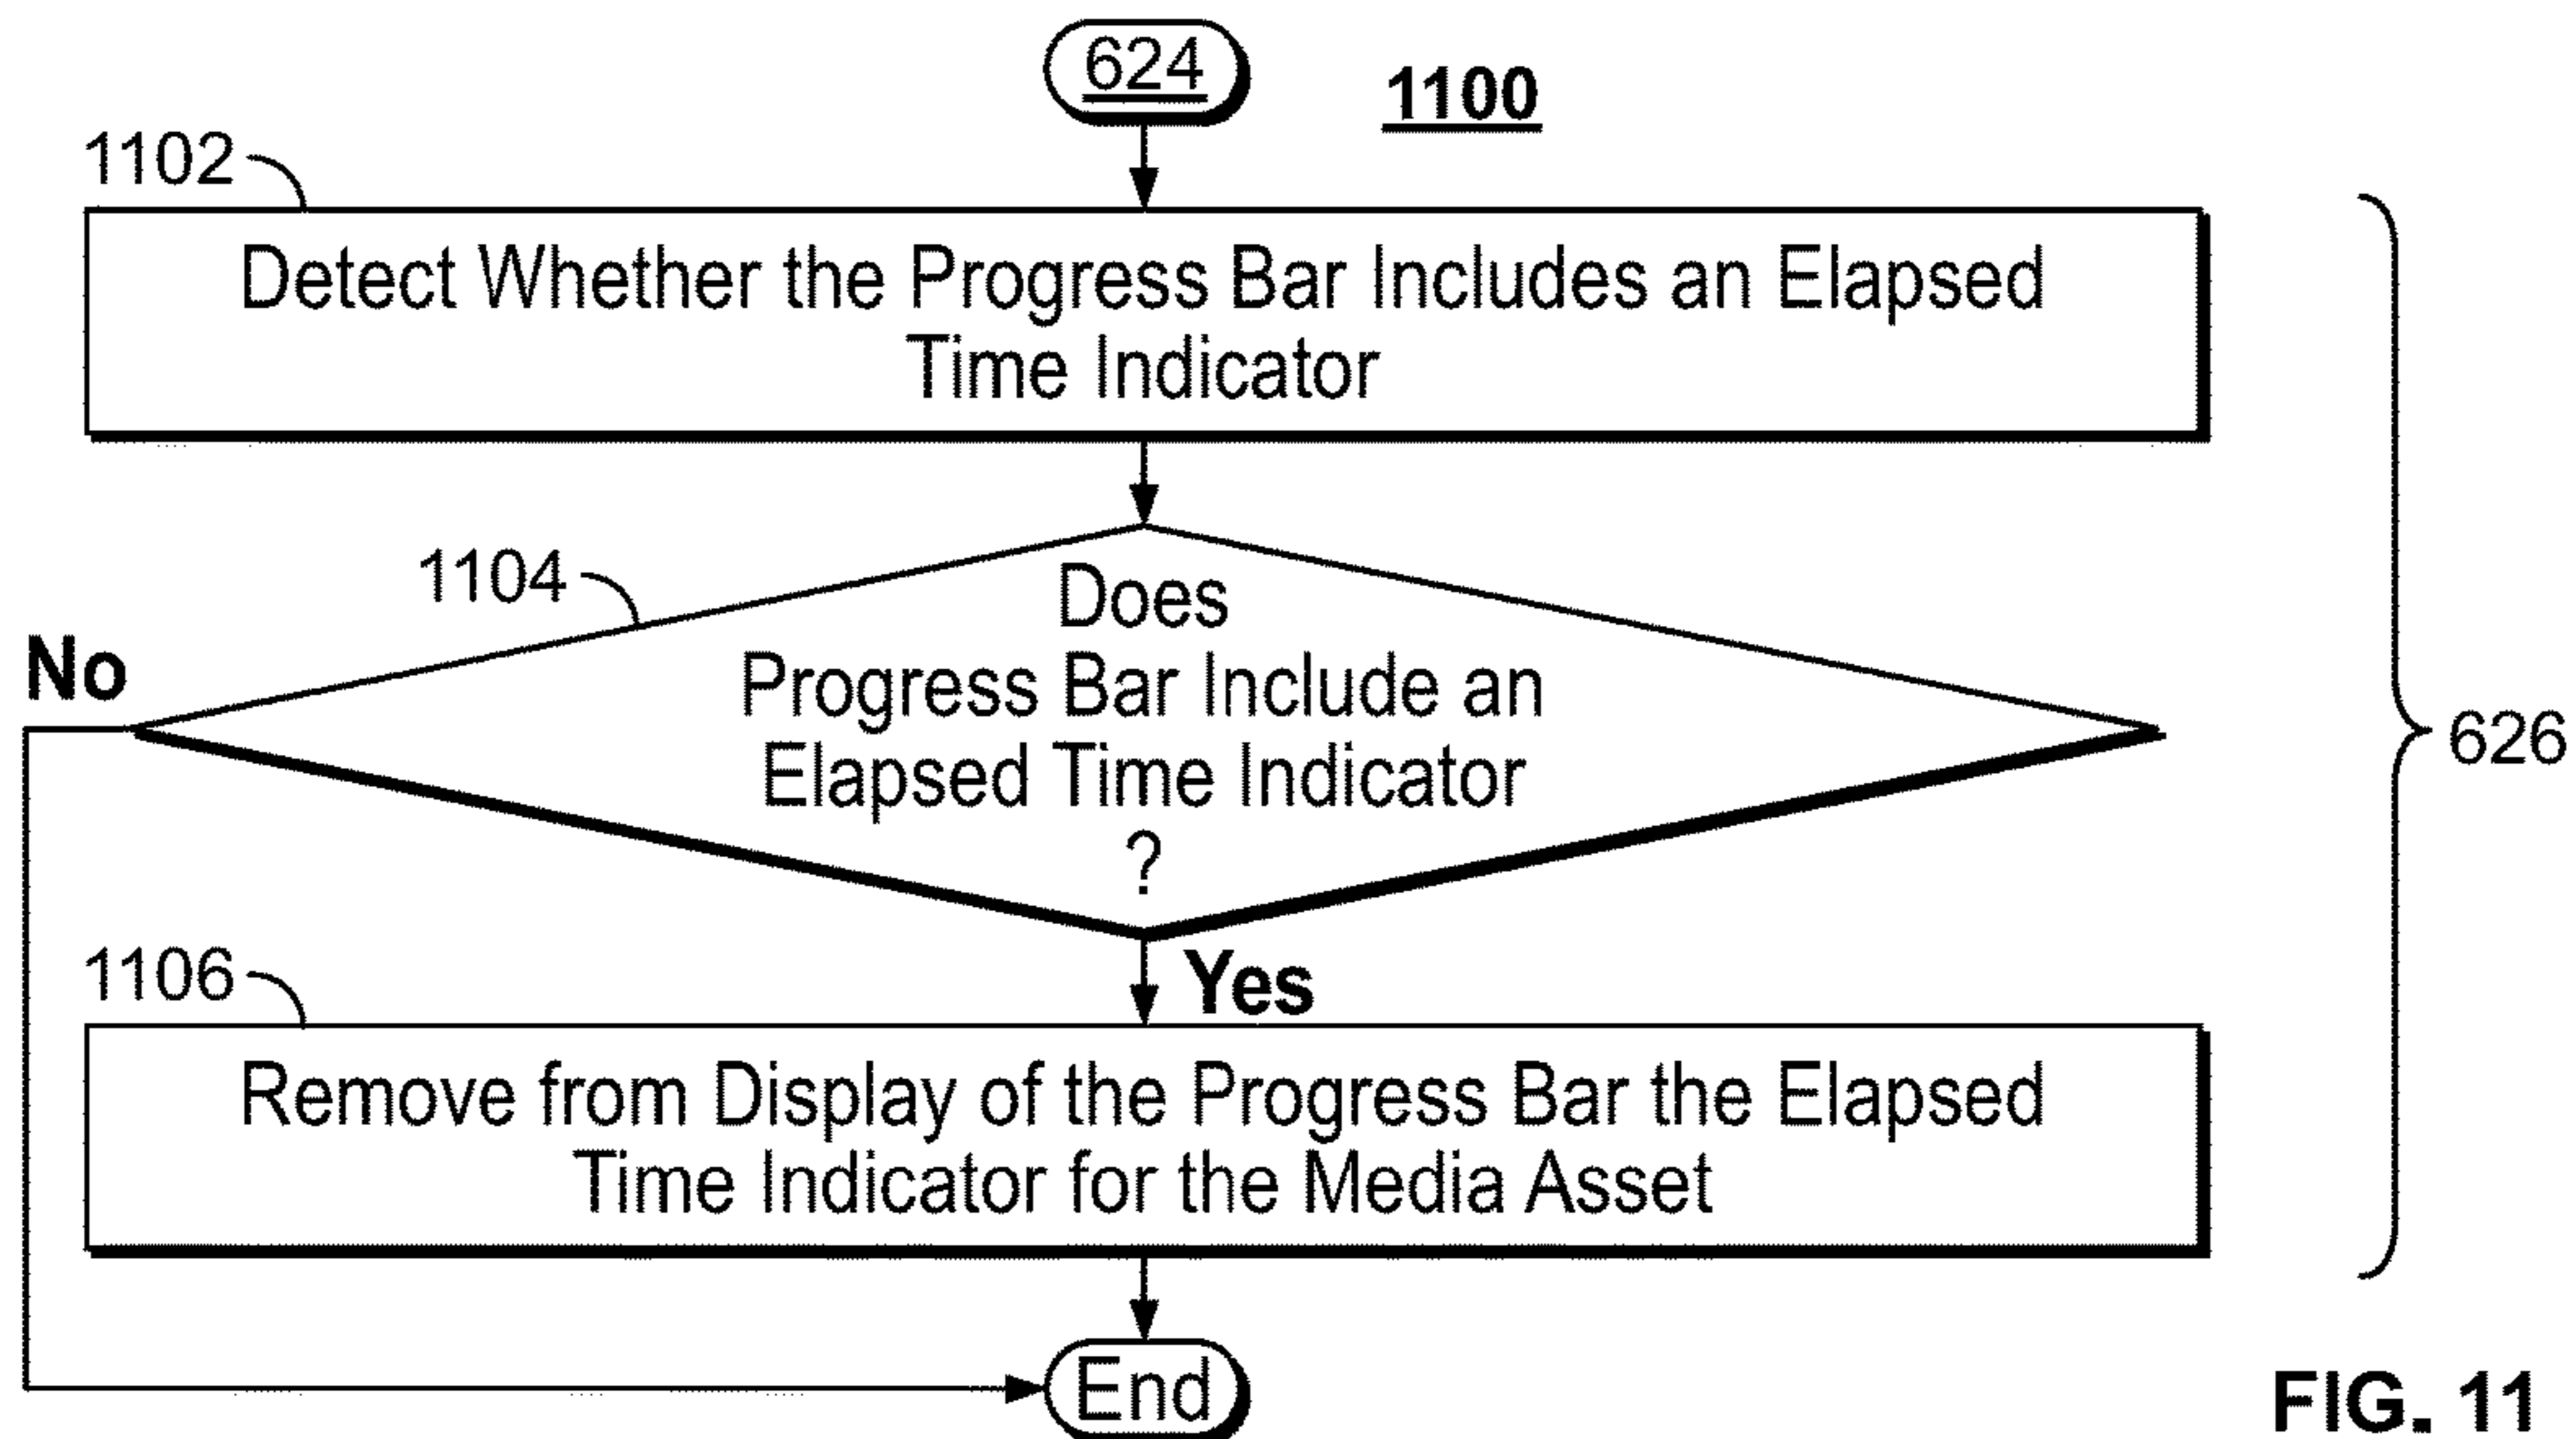 624
1100
1102
Detect Whether the Progress Bar Includes an Elapsed
Time Indicator
1104
Does
Progress Bar Include an
Elapsed Time Indicator
?
No
626
Yes
1106
Remove from Display of the Progress Bar the Elapsed
Time Indicator for the Media Asset
End
FIG. 11